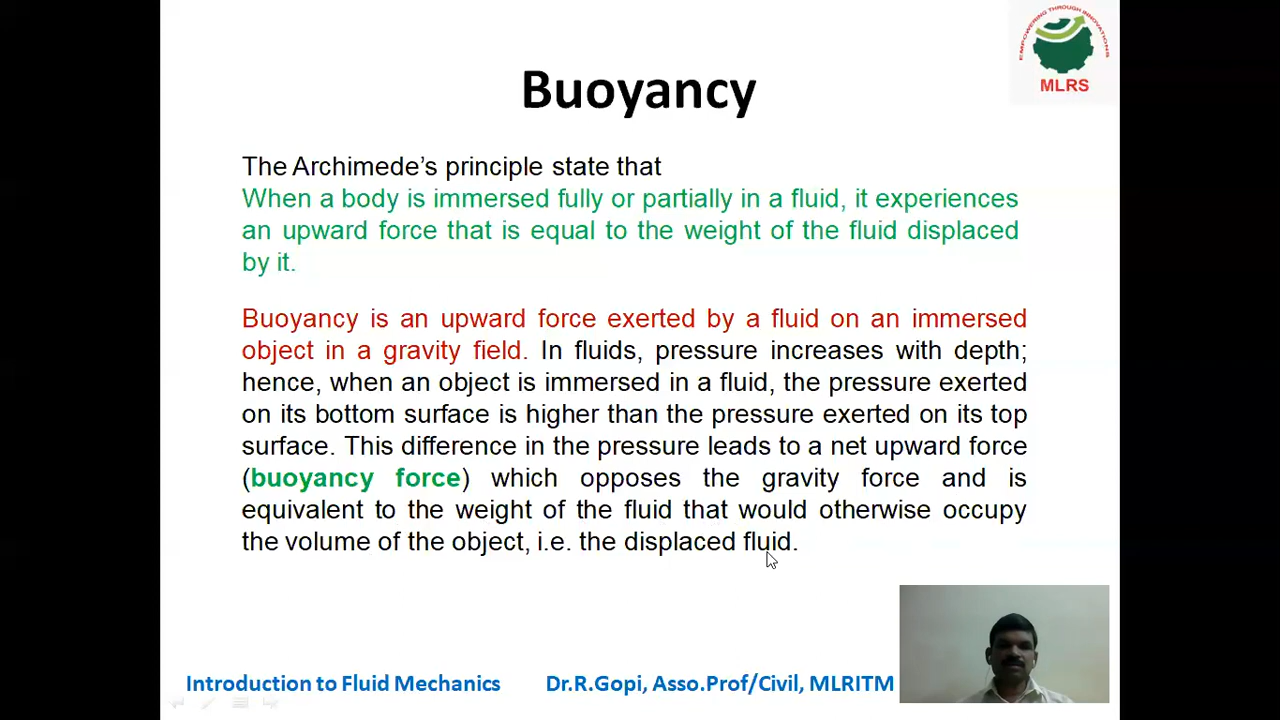 EMPOWERING THROUGH INNOVATIONS
MLRS
Buoyancy
The Archimede's principle state that
When a body is immersed fully or partially in a fluid, it experiences
an upward force that is equal to the weight of the fluid displaced
by it.
Buoyancy is an upward force exerted by a fluid on an immersed
object in a gravity field. In fluids, pressure increases with depth;
hence, when an object is immersed in a fluid, the pressure exerted
on its bottom surface is higher than the pressure exerted on its top
surface. This difference in the pressure leads to a net upward force
(buoyancy force) which opposes the gravity force and is
equivalent to the weight of the fluid that would otherwise occupy
the volume of the object, i.e. the displaced fluid.
Introduction to Fluid Mechanics Dr.R.Gopi, Asso.Prof/Civil, MLRITM